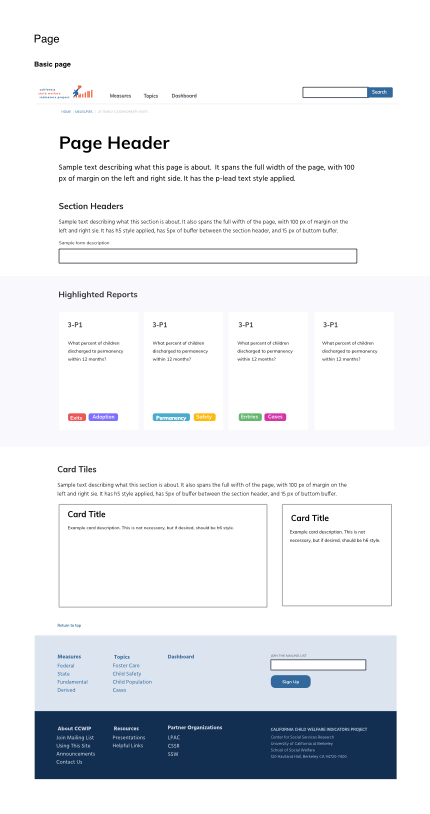 Page
Basic page
california
child welfare
indicators project
Measures
Topics
Dashboard
Search
HOME / MEASURES /
Page Header
Sample text describing what this page is about. It spans the full width of the page, with 100
px of margin on the left and right side. It has the p-lead text style applied.
Section Headers
Sample text describing what this section is about. It also spans the full wifth of the page, with 100 px of margin on the
left and right sie. It has h5 style applied, has 5px of buffer between the section header, and 15 px of buttom buffer.
Sample form description
Highlighted Reports
3-P1
What percent of children
discharged to permanency
within 12 months?
Exits
Adoption
3-P1
What percent of children
discharged to permanency
within 12 months?
Permanency
Safety
3-P1
What percent of children
discharged to permanency
within 12 months?
Entries
Cases
3-P1
What percent of children
discharged to permanency
within 12 months?
Card Tiles
Sample text describing what this section is about. It also spans the full wifth of the page, with 100 px of margin on the
left and right sie. It has h5 style applied, has 5px of buffer between the section header, and 15 px of buttom buffer.
Card Title
Example card description. This is not necessary, but if desired, should be h6 style.
Card Title
Example card description. This is not
necessary, but if desired, should be h6 style.
Return to top
Measures
Federal
State
Fundamental
Derived
Topics
Foster Care
Child Safety
Child Population
Cases
Dashboard
JOIN THE MAILING LIST
Sign Up
About CCWIP
Join Mailing List
Using This Site
Announcements
Contact Us
Resources
Presentations
Helpful Links
Partner Organizations
LPAC
CSSR
SSW
CALIFORNIA CHILD WELFARE INDICATORS PROJECT
Center for Social Services Research
University of California at Berkeley
School of Social Welfare
120 Haviland Hall, Berkeley CA 94720-7400